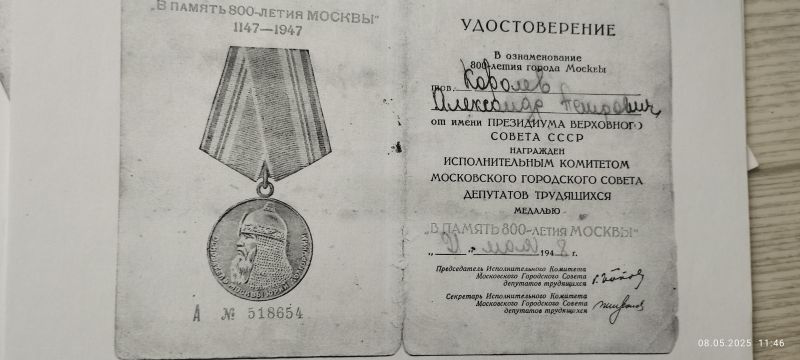 "В ПАМЯТЬ 800-ЛЕТИЯ МОСКВЫ"
1147—1947
А № 518654
УДОСТОВЕРЕНИЕ
В ознаменование
800-летия города Москвы
тов. Королев
Александр Петрович
от имени ПРЕЗИДИУМА ВЕРХОВНОГО
СОВЕТА СССР
НАГРАЖДЕН
ИСПОЛНИТЕЛЬНЫМ КОМИТЕТОМ
МОСКОВСКОГО ГОРОДСКОГО СОВЕТА
ДЕПУТАТОВ ТРУДЯЩИХСЯ
МЕДАЛЬЮ
"В ПАМЯТЬ 800-ЛЕТИЯ МОСКВЫ"
мая 1948 г.
Председатель Исполнительного Комитета
Московского Городского Совета
депутатов трудящихся
Секретарь Исполнительного Комитета
Московского Городского Совета
депутатов трудящихся
08.05.2025 11:46